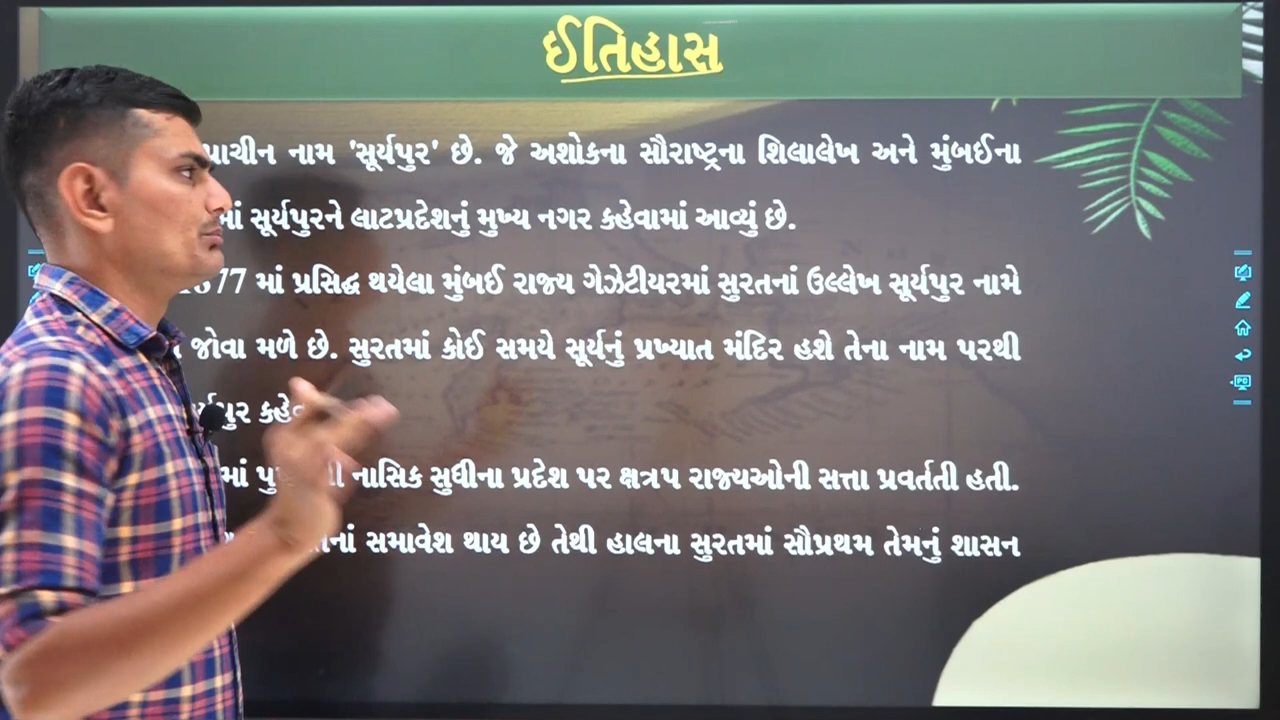 ઈતિહાસ
પ્રાચીન નામ 'સૂર્યપુર' છે. જે અશોકના સૌરાષ્ટ્રના શિલાલેખ અને મુંબઈના
માં સૂર્યપુરને લાટપ્રદેશનું મુખ્ય નગર કહેવામાં આવ્યું છે.
1877 માં પ્રસિદ્ધ થયેલા મુંબઈ રાજ્ય ગેઝેટીયરમાં સુરતનાં ઉલ્લેખ સૂર્યપુર નામે
જોવા મળે છે. સુરતમાં કોઈ સમયે સૂર્યનું પ્રખ્યાત મંદિર હશે તેના નામ પરથી
માં નાસિક સુધીના પ્રદેશ પર ક્ષત્રપ રાજ્યઓની સત્તા પ્રવર્તતી હતી.
સમાવેશ થાય છે તેથી હાલના સુરતમાં સૌપ્રથમ તેમનું શાસન